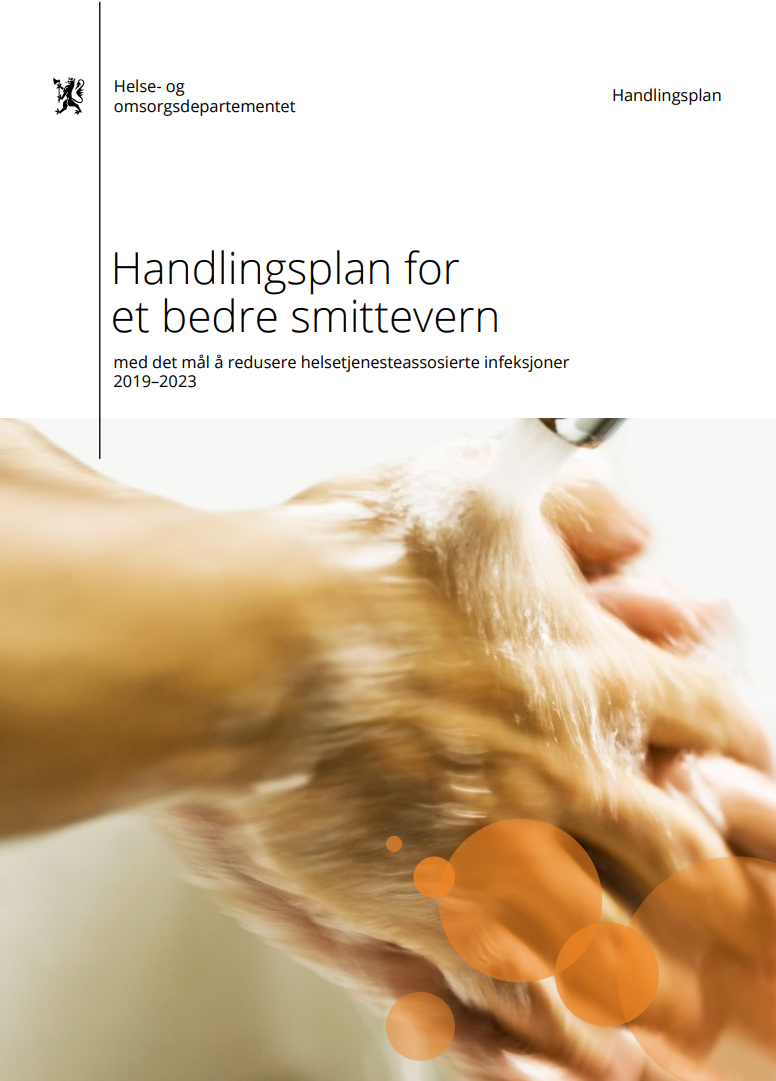 Helse- og
omsorgsdepartementet
Handlingsplan
Handlingsplan for
et bedre smittevern
med det mål å redusere helsetjenesteassosierte infeksjoner
2019–2023